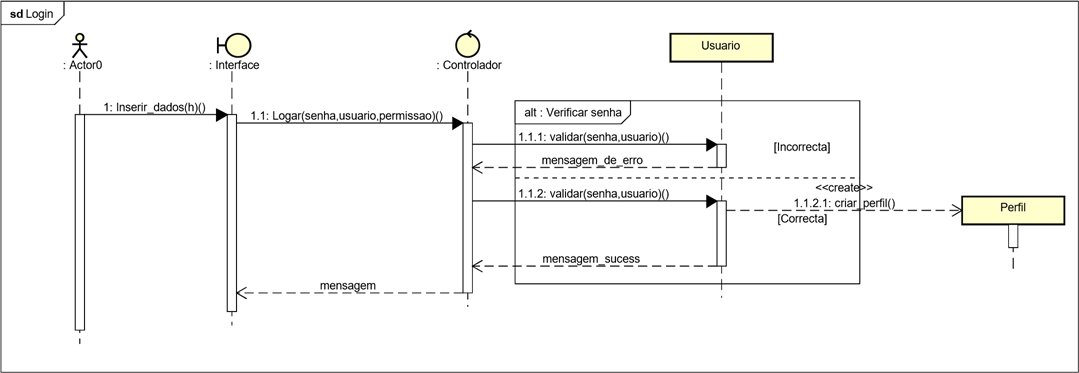 sd Login
: Actor0
: Interface
: Controlador
Usuario
1: Inserir_dados(h)()
1.1: Logar(senha,usuario,permissao)()
alt : Verificar senha
1.1.1: validar(senha,usuario)()
[Incorrecta]
mensagem_de_erro
<<create>>
1.1.2: validar(senha,usuario)()
1.1.2.1: criar_perfil()
Perfil
[Correcta]
mensagem_sucess
mensagem